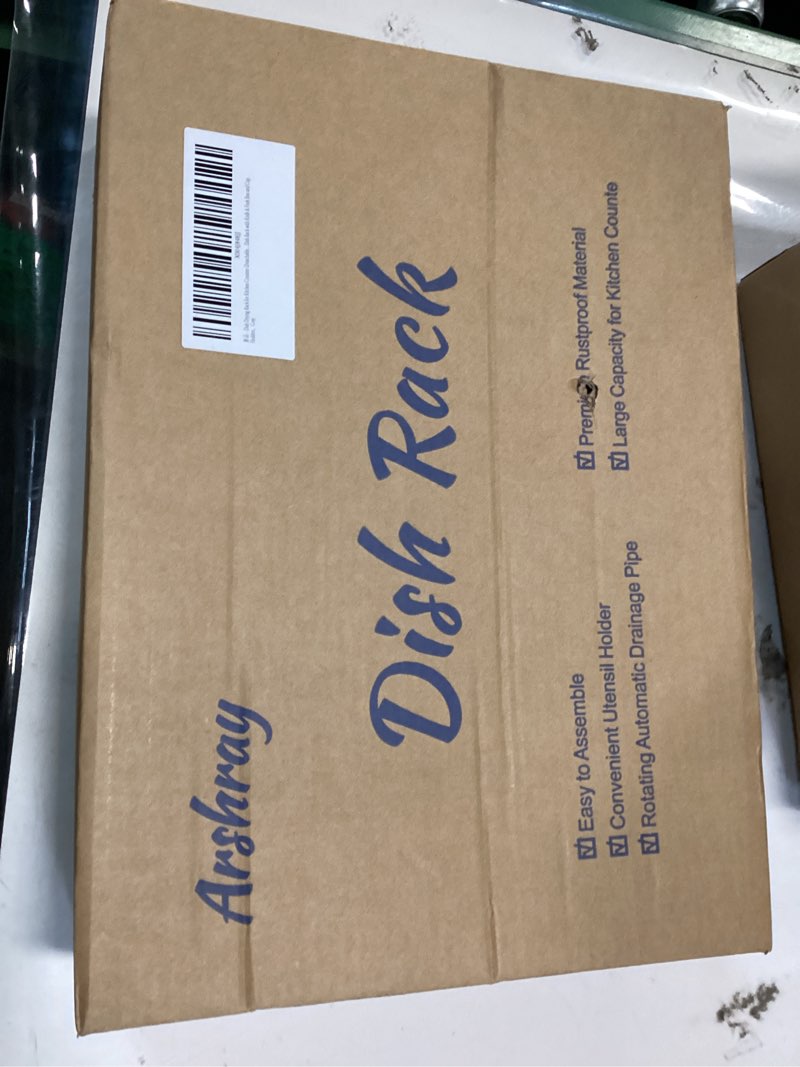 Arshray
Dish Rack
Easy to Assemble
Convenient Utensil Holder
Rotating Automatic Drainage Pipe
Rustproof Material
Large Capacity for Kitchen Counte